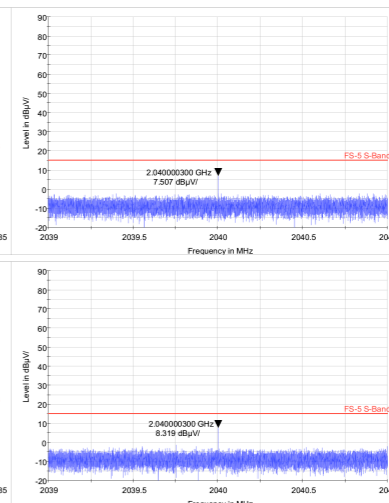 90
80
70
60
50
40
30
20
10
0
-10
-20
Level in dBµV/
FS-5 S-Band
2.040000300 GHz
7.507 dBµV/
2039 2039.5 2040 2040.5
Frequency in MHz
90
80
70
60
50
40
30
20
10
0
-10
-20
Level in dBµV/
FS-5 S-Band
2.040000300 GHz
8.319 dBµV/
2039 2039.5 2040 2040.5
Frequency in MHz